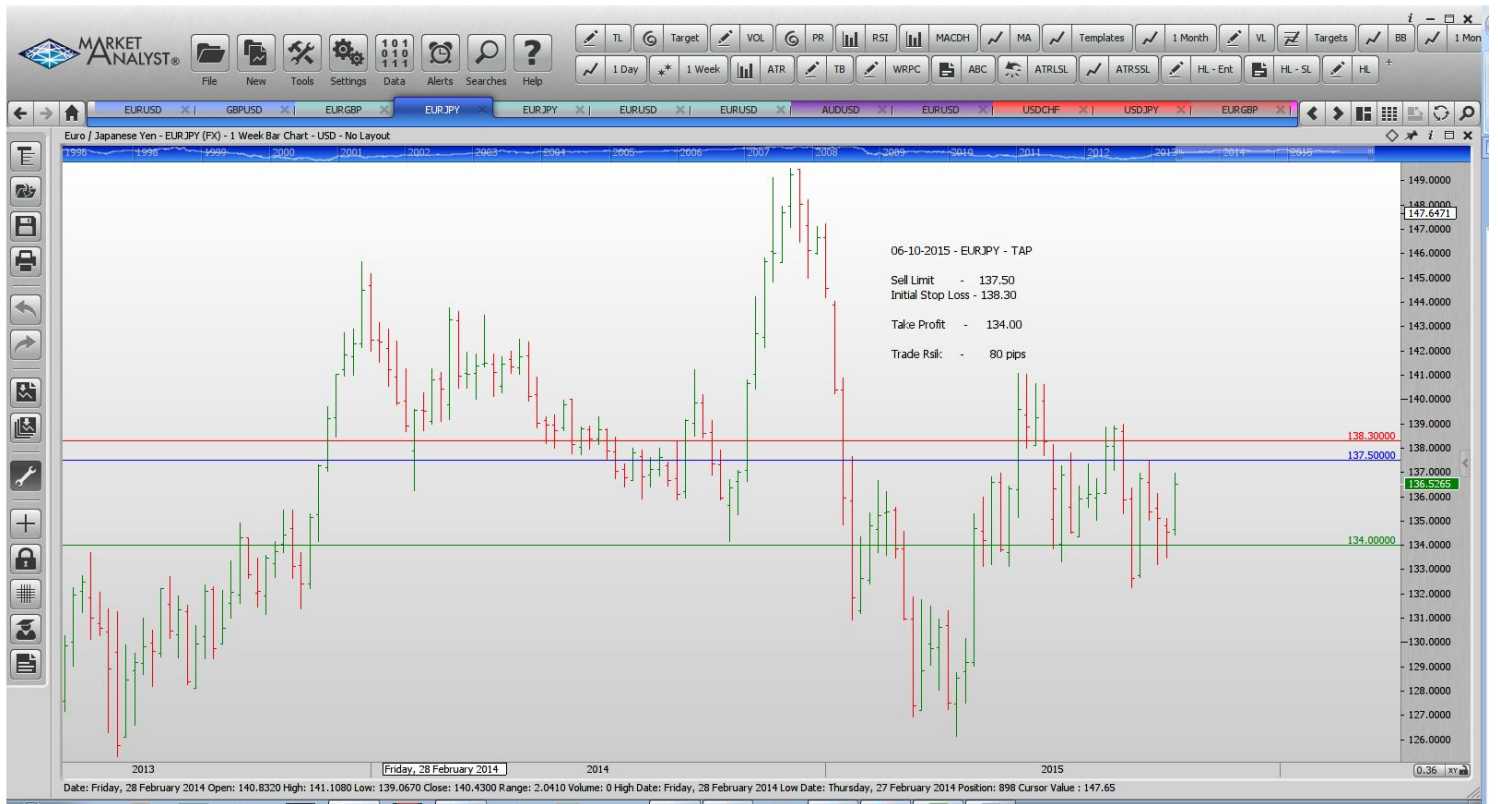 MARKET
ANALYST®
File New Tools Settings Data Alerts Searches Help
TL Target VOL PR RSI MACDH MA Templates 1 Month VL Targets BB 1 Mon
1 Day 1 Week ATR TB WRPC ABC ATRLSL ATRSSL HL - Ent HL - SL HL
EURUSD GBPUSD EURGBP EURJPY EURJPY EURUSD EURUSD AUDUSD EURUSD USDCHF USDJPY EURGBP
Euro / Japanese Yen - EURJPY (FX) - 1 Week Bar Chart - USD - No Layout
1996 1998 1999 2000 2001 2002 2003 2004 2005 2006 2007 2008 2009 2010 2011 2012 2013 2014 2015
149.0000
148.0000
147.6471
147.0000
146.0000
06-10-2015 - EURJPY - TAP
145.0000
Sell Limit - 137.50
Initial Stop Loss - 138.30
144.0000
143.0000
Take Profit - 134.00
142.0000
Trade Rsik - 80 pips
141.0000
140.0000
139.0000
138.30000
138.0000
137.50000
137.0000
136.5265
136.0000
135.0000
134.00000
134.0000
133.0000
132.0000
131.0000
130.0000
129.0000
128.0000
127.0000
126.0000
2013 Friday, 28 February 2014 2014 2015 0.36 XY
Date: Friday, 28 February 2014 Open: 140.8320 High: 141.1080 Low: 139.0670 Close: 140.4300 Range: 2.0410 Volume: 0 High Date: Friday, 28 February 2014 Low Date: Thursday, 27 February 2014 Position: 898 Cursor Value : 147.65